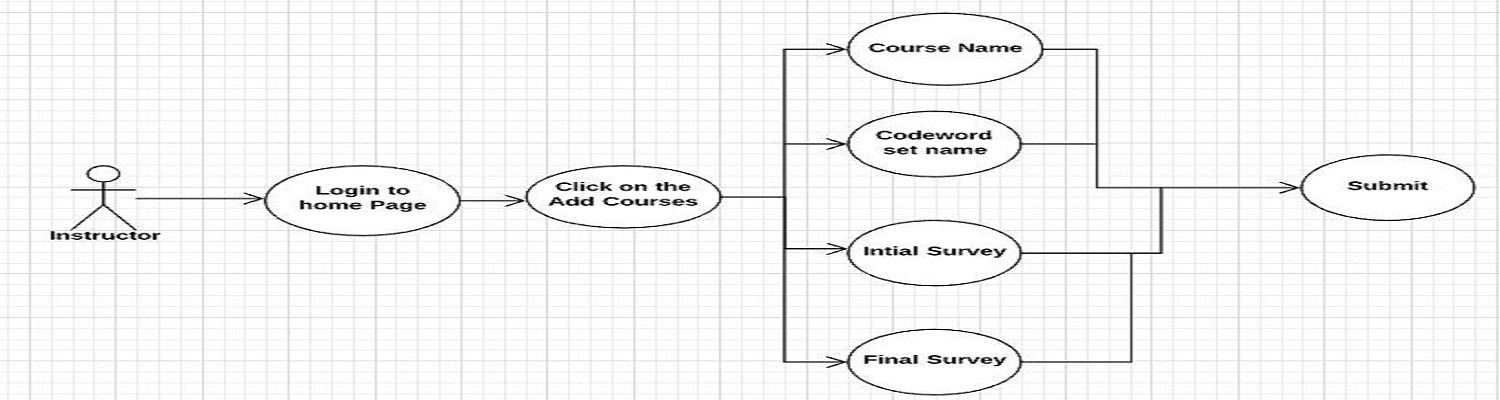 Instructor
Login to
home Page
Click on the
Add Courses
Course Name
Codeword
set name
Intial Survey
Final Survey
Submit